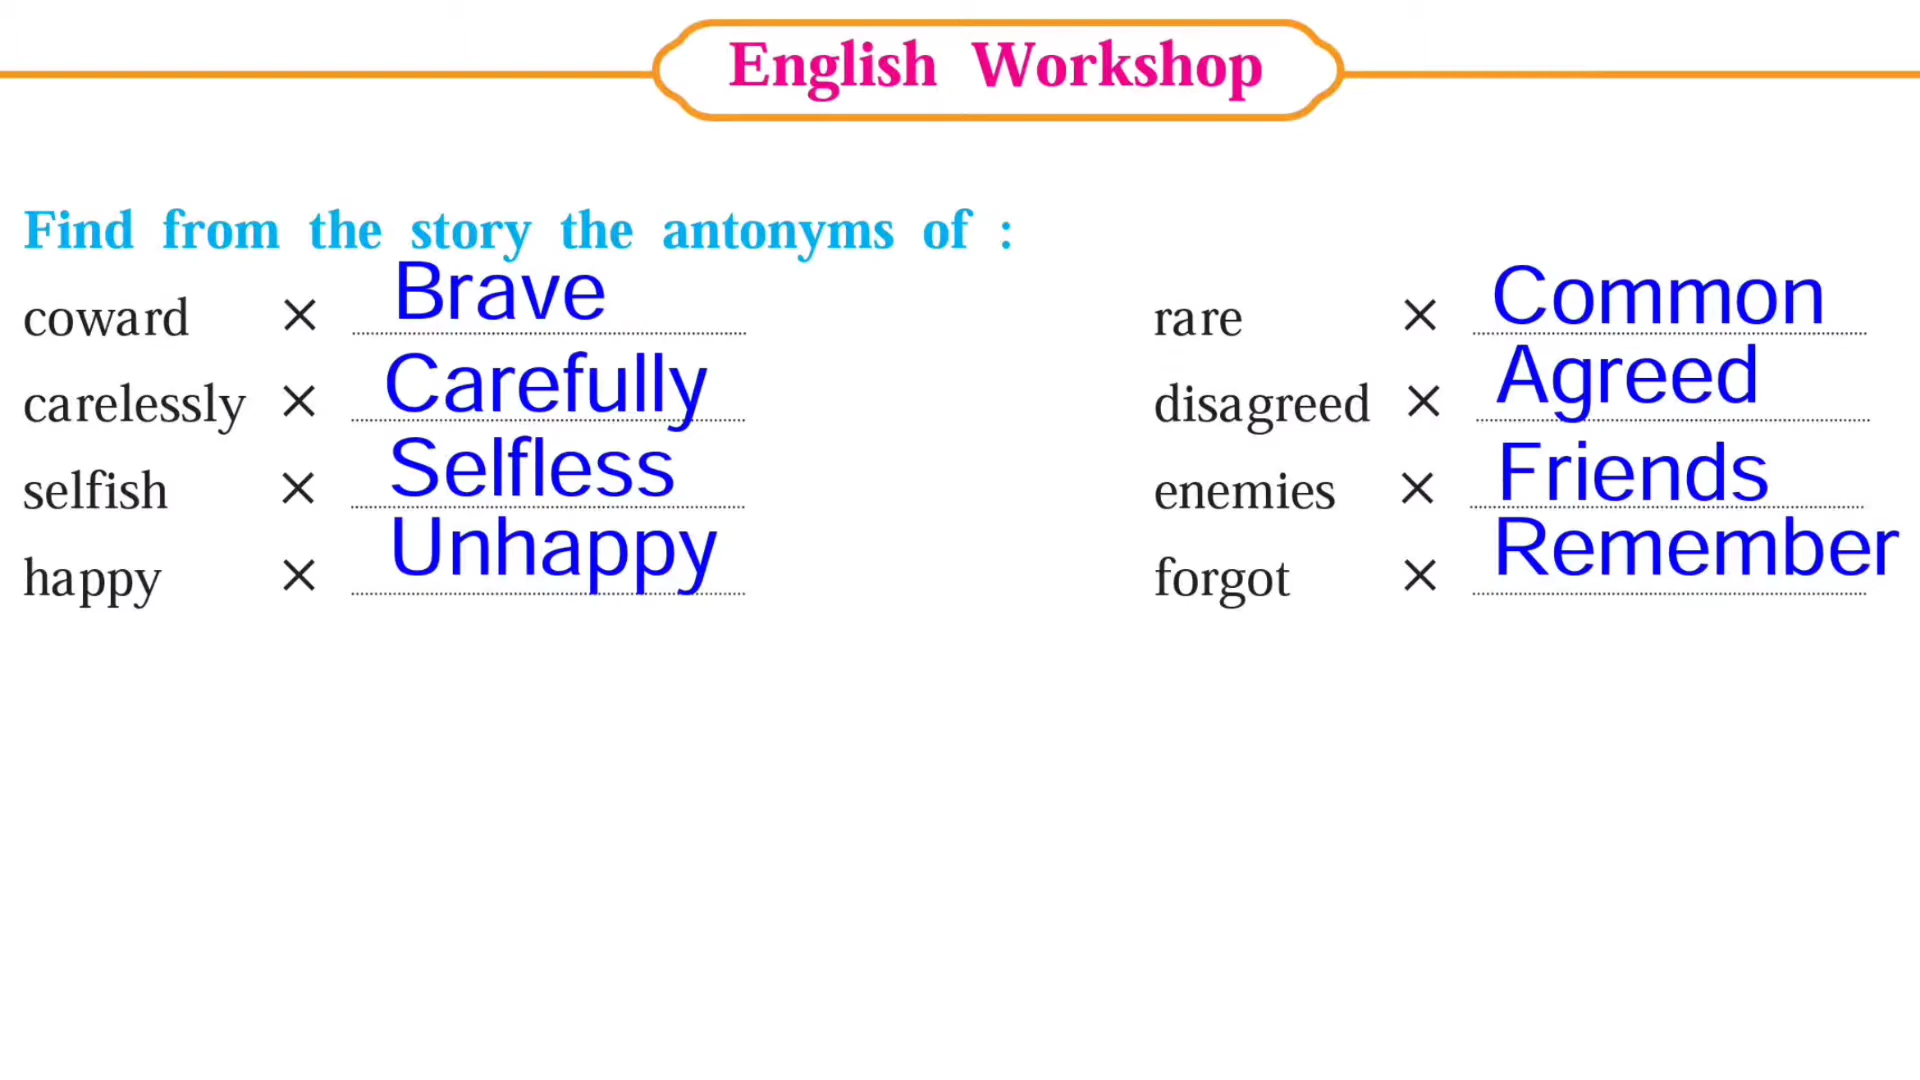 English Workshop
Find from the story the antonyms of :
coward × Brave
rare × Common
carelessly × Carefully
disagreed × Agreed
selfish × Selfless
enemies × Friends
happy × Unhappy
forgot × Remember